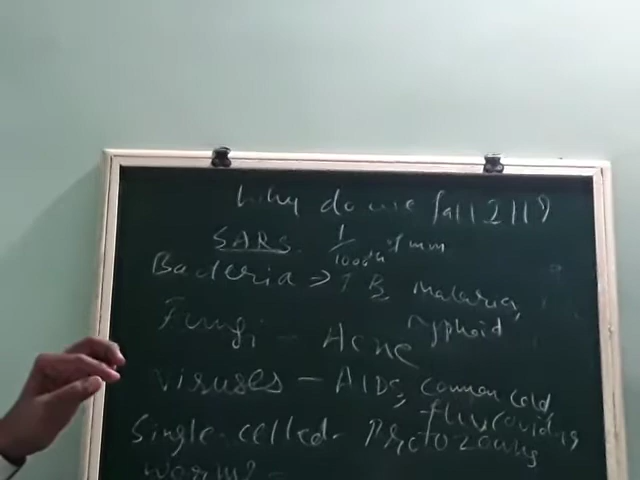 Why do we fall ill?
SARS 1/1000th of mm
Bacteria → TB, Malaria,
Typhoid
Fungi - Acne
Viruses - AIDS, common cold,
flu, covid 19
Single-celled - Protozoans
worms -